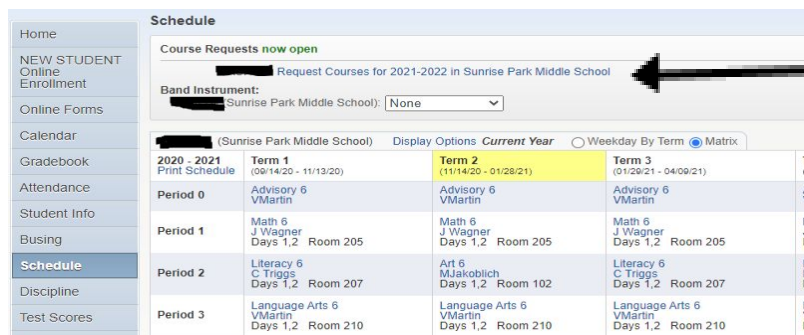 Schedule
Home
NEW STUDENT
Online
Enrollment
Online Forms
Calendar
Gradebook
Attendance
Student Info
Busing
Schedule
Discipline
Test Scores
Course Requests now open
Request Courses for 2021-2022 in Sunrise Park Middle School
Band Instrument:
(Sunrise Park Middle School): None
(Sunrise Park Middle School) Display Options Current Year Weekday By Term Matrix
2020 - 2021 Term 1 Term 2 Term 3
Print Schedule (09/14/20 - 11/13/20) (11/14/20 - 01/28/21) (01/29/21 - 04/09/21)
Period 0 Advisory 6 Advisory 6 Advisory 6
VMartin VMartin VMartin
Math 6 Math 6 Math 6
Period 1 J Wagner J Wagner J Wagner
Days 1,2 Room 205 Days 1,2 Room 205 Days 1,2 Room 205
Literacy 6 Art 6 Literacy 6
Period 2 C Triggs MJakoblich C Triggs
Days 1,2 Room 207 Days 1,2 Room 102 Days 1,2 Room 207
Language Arts 6 Language Arts 6 Language Arts 6
Period 3 VMartin VMartin VMartin
Days 1,2 Room 210 Days 1,2 Room 210 Days 1,2 Room 210